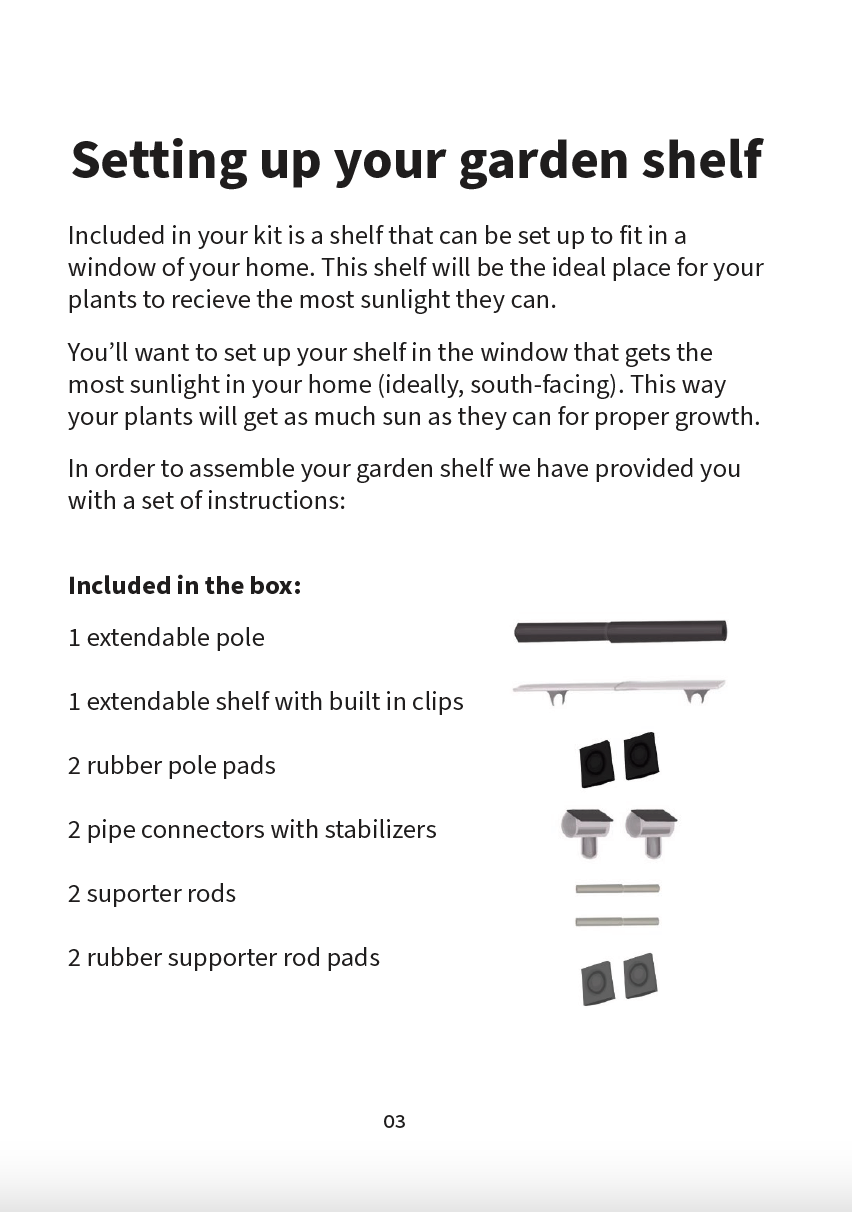 Setting up your garden shelf
Included in your kit is a shelf that can be set up to fit in a
window of your home. This shelf will be the ideal place for your
plants to recieve the most sunlight they can.
You’ll want to set up your shelf in the window that gets the
most sunlight in your home (ideally, south-facing). This way
your plants will get as much sun as they can for proper growth.
In order to assemble your garden shelf we have provided you
with a set of instructions:
Included in the box:
1 extendable pole
1 extendable shelf with built in clips
2 rubber pole pads
2 pipe connectors with stabilizers
2 suporter rods
2 rubber supporter rod pads
03